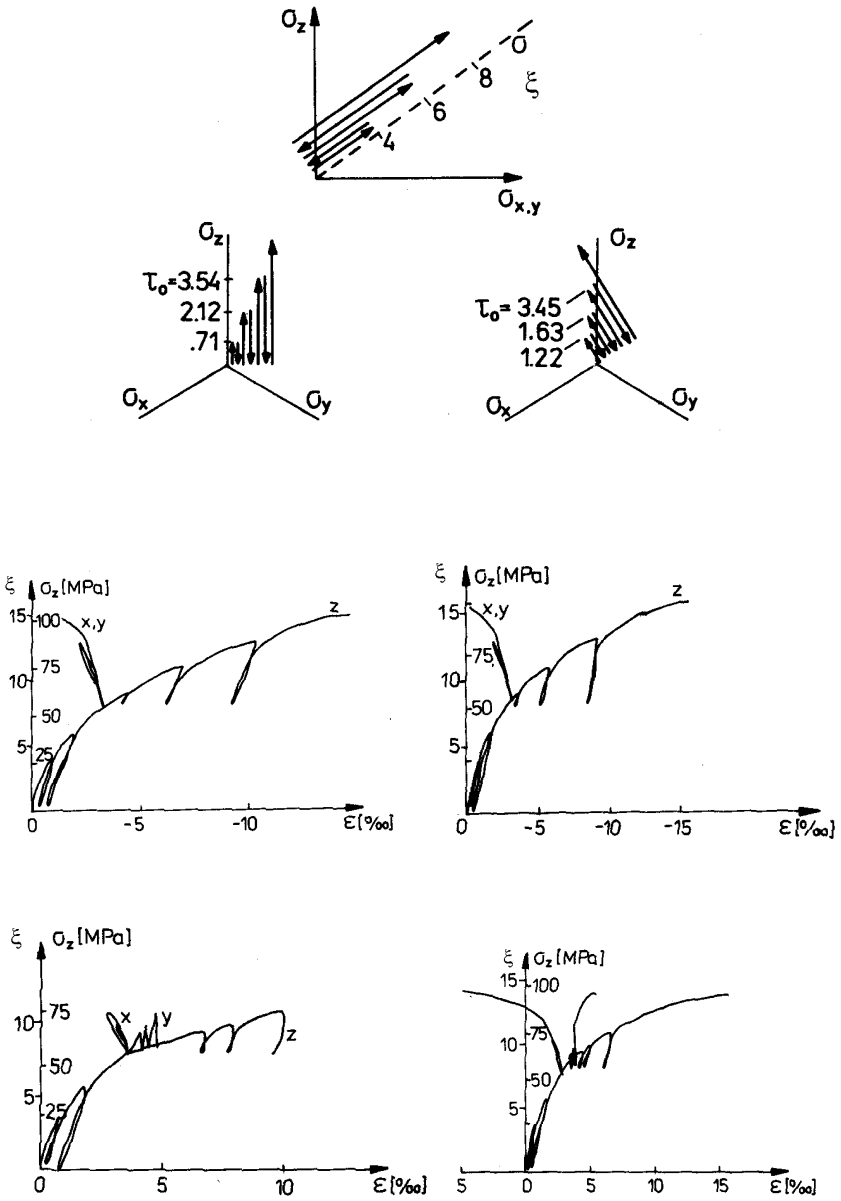 σz
σ
8
ξ
6
4
σx,y
σz
τo=3.54
2.12
.71
σx
σy
σz
τo=3.45
1.63
1.22
σx
σy
ξ σz [MPa]
15 100 x,y z
75
10
50
5 25
0 -5 -10 ε[‰]
ξ σz [MPa]
15 x,y z
75
10
50
5
0 -5 -10 -15 ε[‰]
ξ σz [MPa]
75 x y
10 z
50
5 25
0 5 10 ε[‰]
ξ σz [MPa]
15 100
75
10
50
5
5 0 5 10 15 ε[‰]